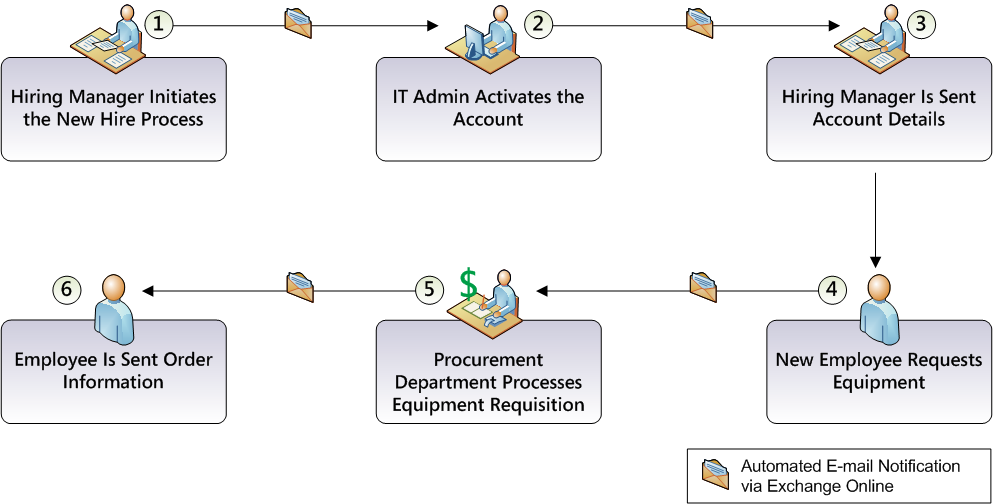 1
2
3
Hiring Manager Initiates
the New Hire Process
IT Admin Activates the
Account
Hiring Manager Is Sent
Account Details
6
$
5
4
Employee Is Sent Order
Information
Procurement
Department Processes
Equipment Requisition
New Employee Requests
Equipment
Automated E-mail Notification
via Exchange Online